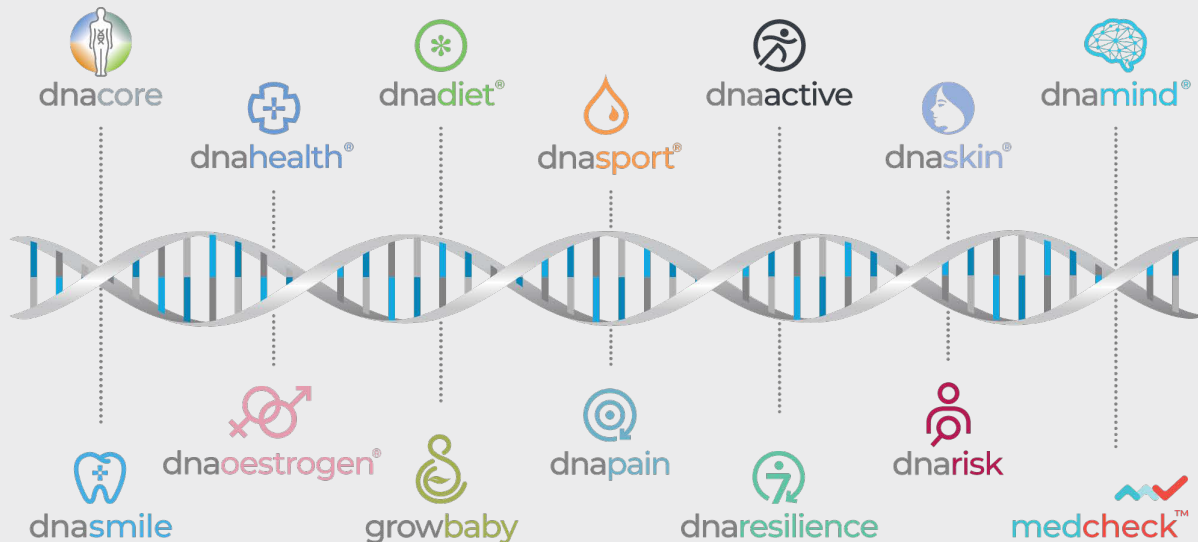 dnacore
dnadiet®
dnaactive
dnamind®
dnahealth®
dnasport®
dnaskin®
dnaoestrogen®
dnapain
dnarisk
dnasmile
growbaby
dnaresilience
medcheck™